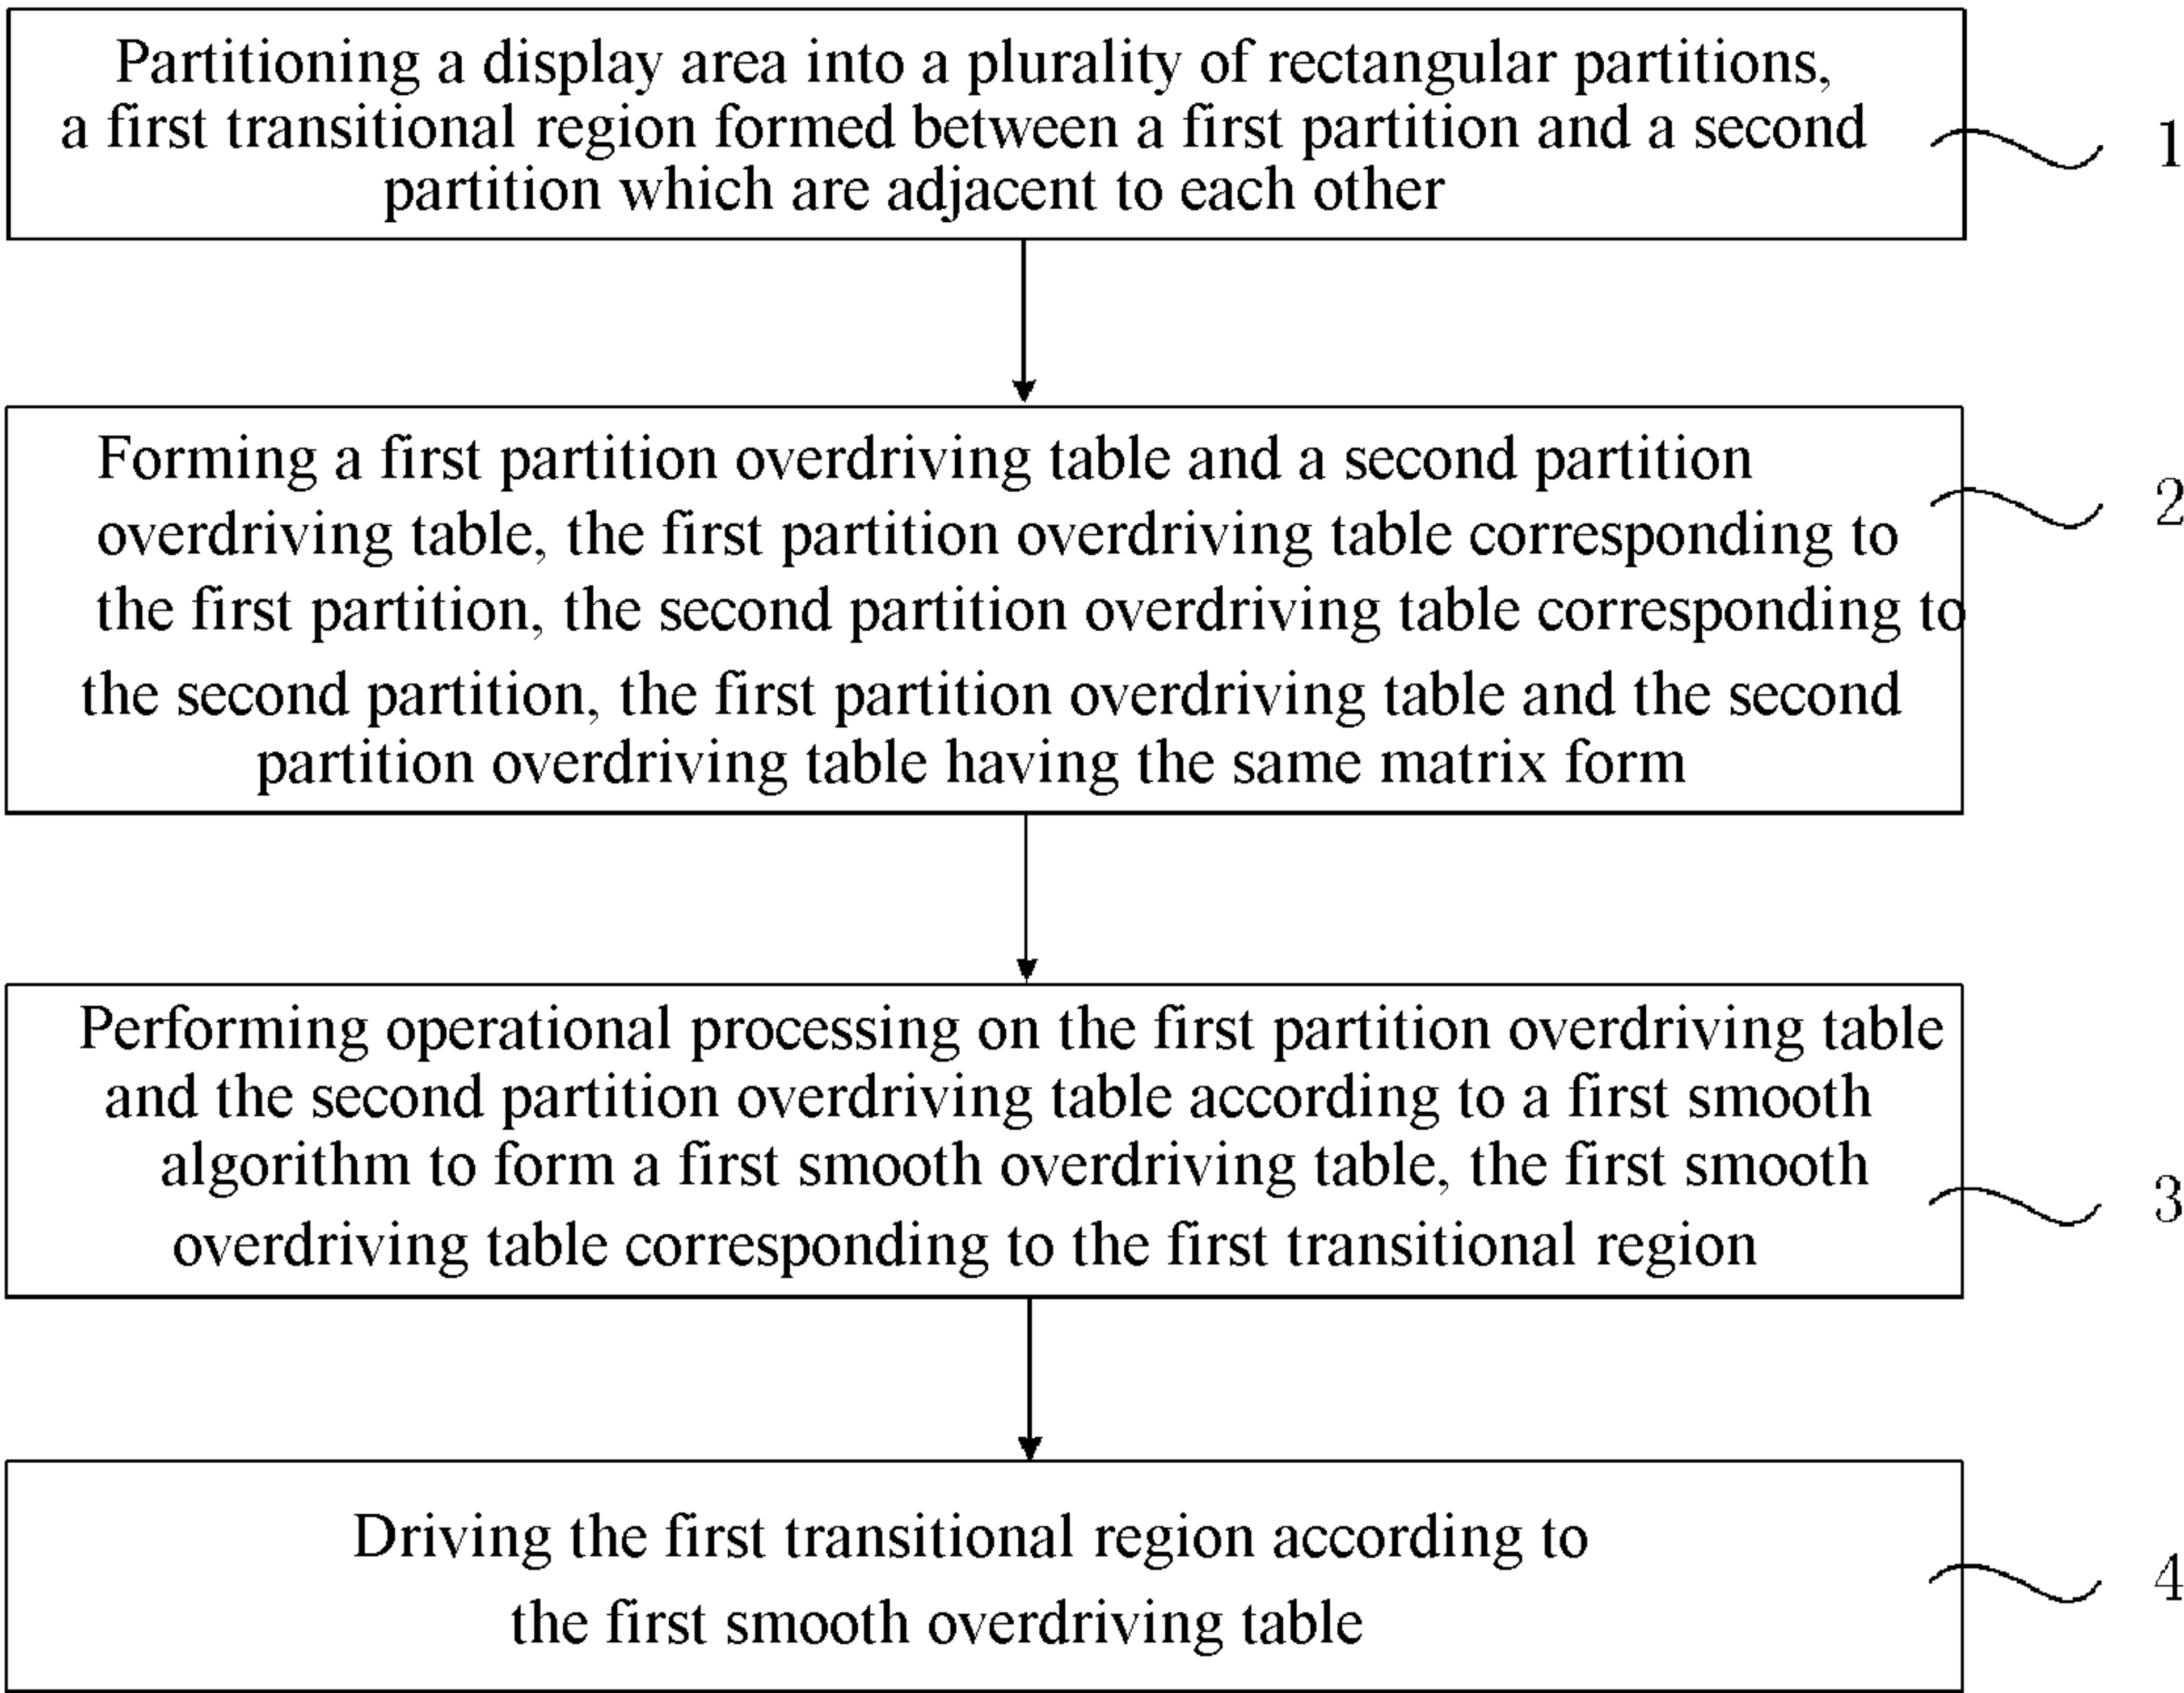 Partitioning a display area into a plurality of rectangular partitions,
a first transitional region formed between a first partition and a second
partition which are adjacent to each other
1
Forming a first partition overdriving table and a second partition
overdriving table, the first partition overdriving table corresponding to
the first partition, the second partition overdriving table corresponding to
the second partition, the first partition overdriving table and the second
partition overdriving table having the same matrix form
2
Performing operational processing on the first partition overdriving table
and the second partition overdriving table according to a first smooth
algorithm to form a first smooth overdriving table, the first smooth
overdriving table corresponding to the first transitional region
3
Driving the first transitional region according to
the first smooth overdriving table
4